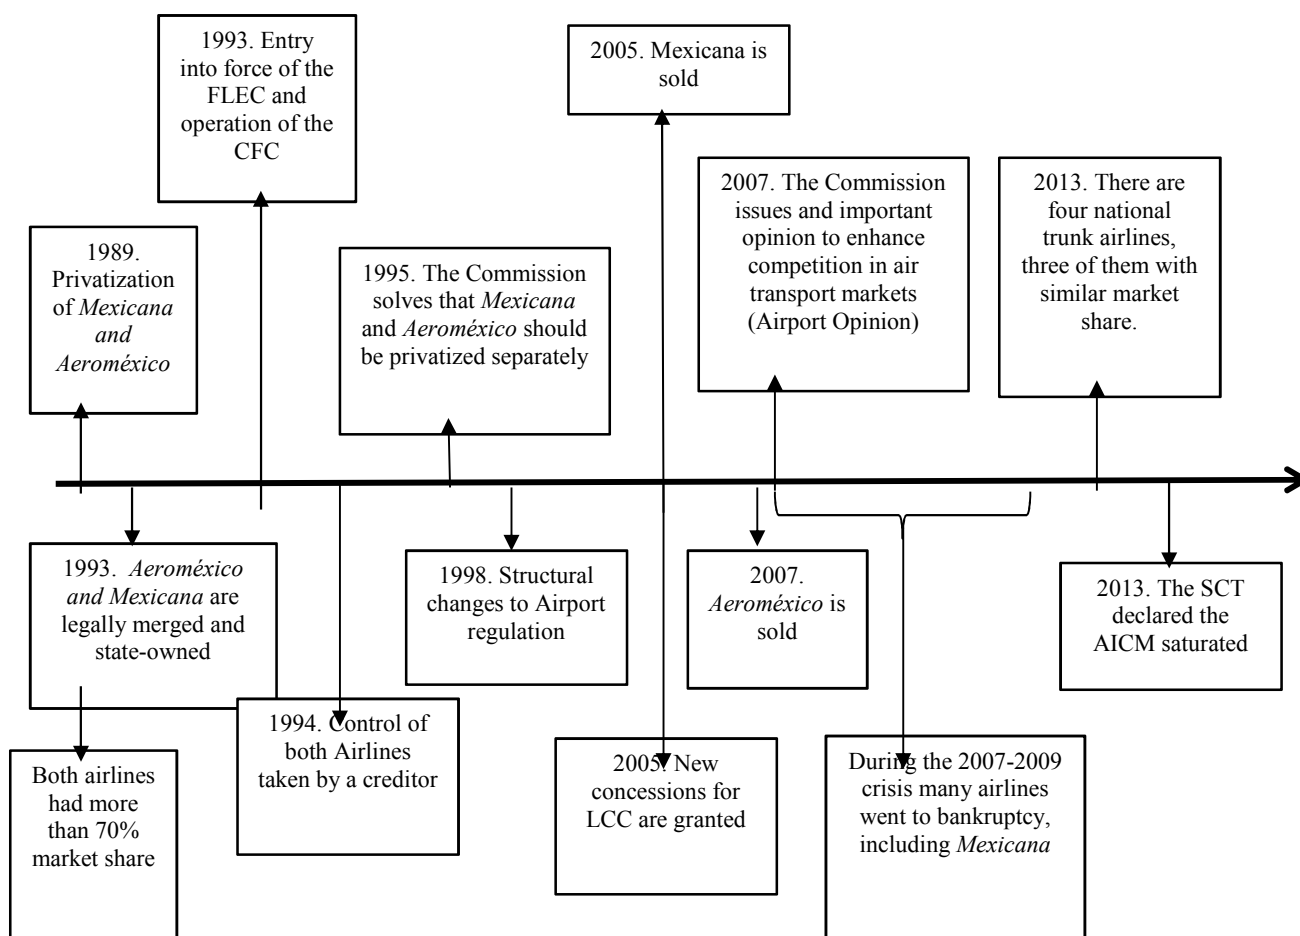 1993. Entry
into force of the
FLEC and
operation of the
CFC
2005. Mexicana is
sold
1989.
Privatization
of Mexicana
and
Aeroméxico
1995. The Commission
solves that Mexicana
and Aeroméxico should
be privatized separately
2007. The Commission
issues and important
opinion to enhance
competition in air
transport markets
(Airport Opinion)
2013. There are
four national
trunk airlines,
three of them with
similar market
share.
1993. Aeroméxico
and Mexicana are
legally merged and
state-owned
1998. Structural
changes to Airport
regulation
2007.
Aeroméxico is
sold
2013. The SCT
declared the
AICM saturated
Both airlines
had more
than 70%
market share
1994. Control of
both Airlines
taken by a creditor
2005. New
concessions for
LCC are granted
During the 2007-2009
crisis many airlines
went to bankruptcy,
including Mexicana